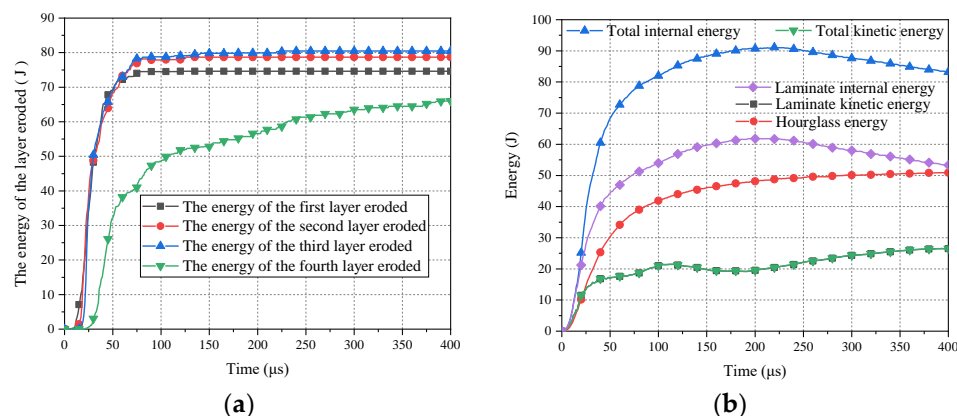 (a)
The energy of the layer eroded ( J )
90
80
70
60
50
40
30
20
10
0
The energy of the first layer eroded
The energy of the second layer eroded
The energy of the third layer eroded
The energy of the fourth layer eroded
0 50 100 150 200 250 300 350 400
Time (μs)
(a)
(b)
Energy (J)
100
90
80
70
60
50
40
30
20
10
0
Total internal energy
Total kinetic energy
Laminate internal energy
Laminate kinetic energy
Hourglass energy
0 50 100 150 200 250 300 350 400
Time (μs)
(b)